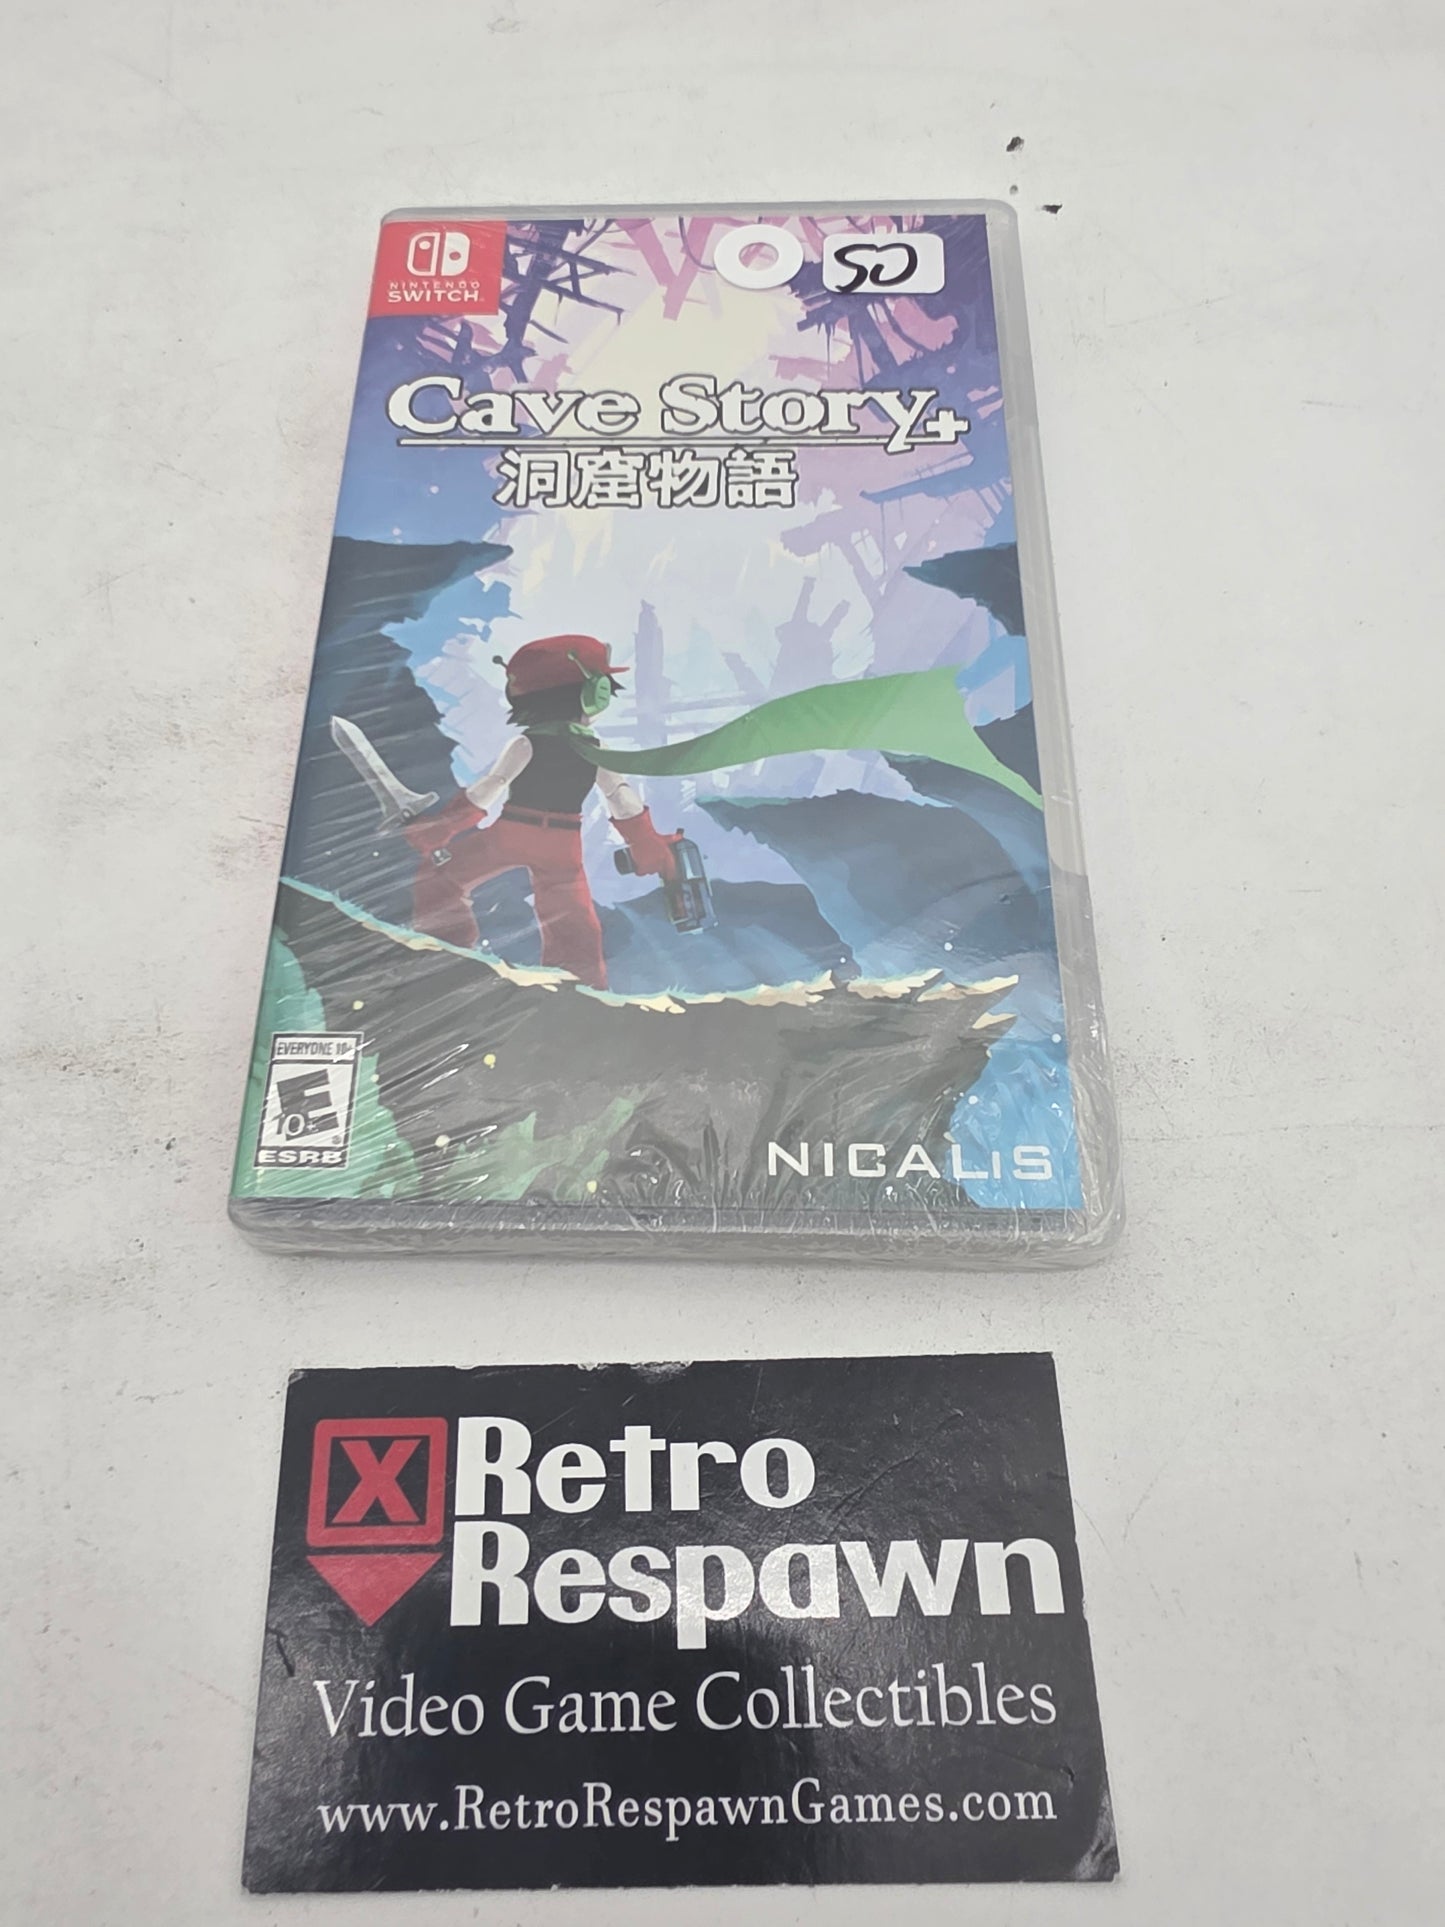 NINTENDO
SWITCH
50
Cave Story+
洞窟物語
EVERYONE 10+
E
10+
ESRB
NICALiS
X
Retro
Respawn
Video Game Collectibles
www.RetroRespawnGames.com